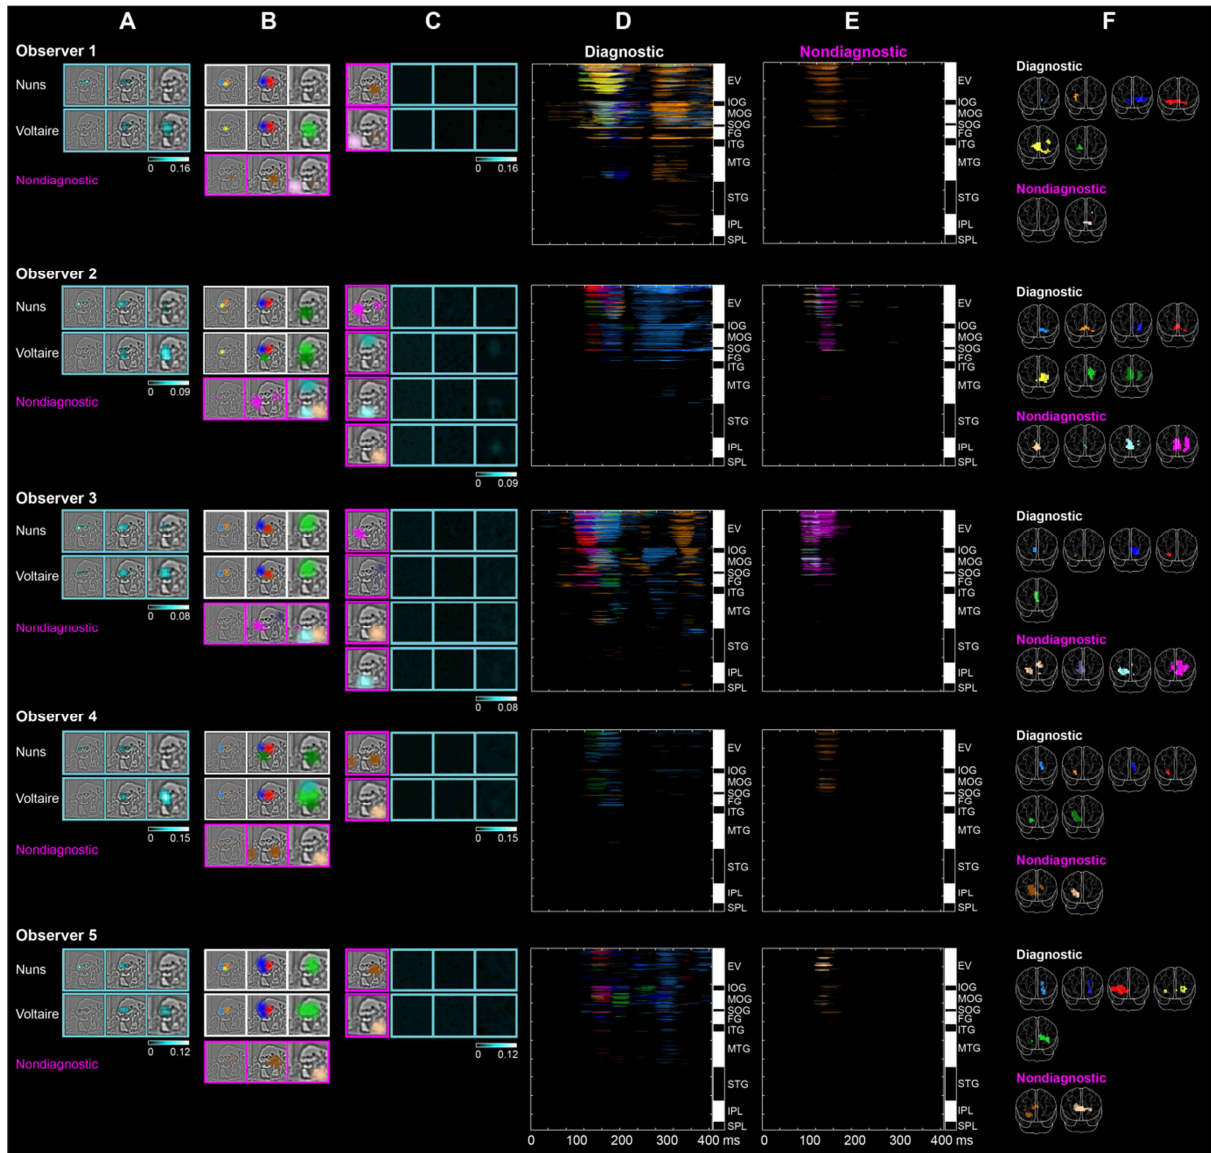 A B C D E F
Diagnostic Nondiagnostic
Observer 1
Nuns
Voltaire
Nondiagnostic
0 0.16
0 0.16
EV
IOG
MOG
SOG
FG
ITG
MTG
STG
IPL
SPL
EV
IOG
MOG
SOG
FG
ITG
MTG
STG
IPL
SPL
Diagnostic
Nondiagnostic
Observer 2
Nuns
Voltaire
Nondiagnostic
0 0.09
0 0.09
EV
IOG
MOG
SOG
FG
ITG
MTG
STG
IPL
SPL
EV
IOG
MOG
SOG
FG
ITG
MTG
STG
IPL
SPL
Diagnostic
Nondiagnostic
Observer 3
Nuns
Voltaire
Nondiagnostic
0 0.08
0 0.08
EV
IOG
MOG
SOG
FG
ITG
MTG
STG
IPL
SPL
EV
IOG
MOG
SOG
FG
ITG
MTG
STG
IPL
SPL
Diagnostic
Nondiagnostic
Observer 4
Nuns
Voltaire
Nondiagnostic
0 0.15
0 0.15
EV
IOG
MOG
SOG
FG
ITG
MTG
STG
IPL
SPL
EV
IOG
MOG
SOG
FG
ITG
MTG
STG
IPL
SPL
Diagnostic
Nondiagnostic
Observer 5
Nuns
Voltaire
Nondiagnostic
0 0.12
0 0.12
EV
IOG
MOG
SOG
FG
ITG
MTG
STG
IPL
SPL
EV
IOG
MOG
SOG
FG
ITG
MTG
STG
IPL
SPL
Diagnostic
Nondiagnostic
0 100 200 300 400 ms
0 100 200 300 400 ms